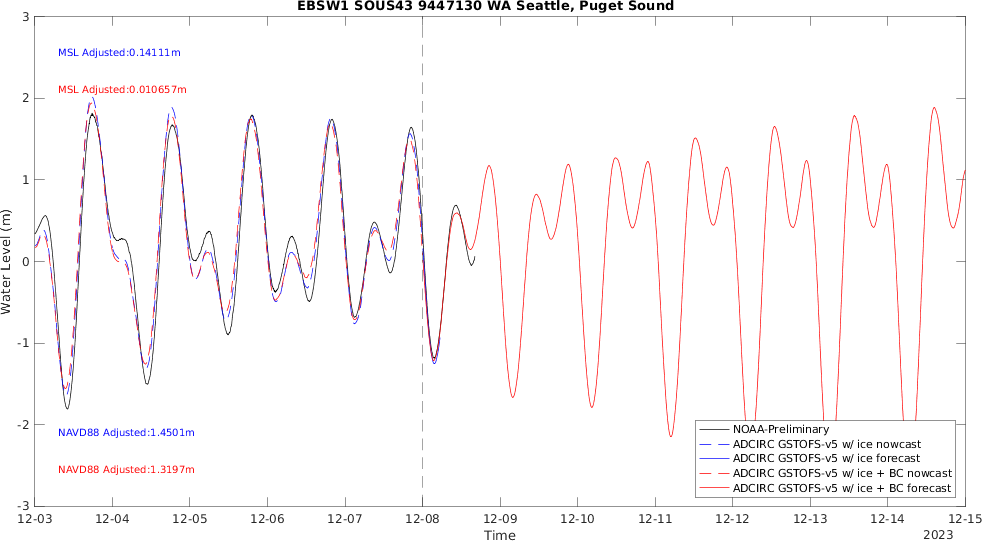 EBSW1 SOUS43 9447130 WA Seattle, Puget Sound
3
2
1
0
-1
-2
-3
Water Level (m)
MSL Adjusted:0.14111m
MSL Adjusted:0.010657m
NAVD88 Adjusted:1.4501m
NAVD88 Adjusted:1.3197m
NOAA-Preliminary
ADCIRC GSTOFS-v5 w/ ice nowcast
ADCIRC GSTOFS-v5 w/ ice forecast
ADCIRC GSTOFS-v5 w/ ice + BC nowcast
ADCIRC GSTOFS-v5 w/ ice + BC forecast
12-03 12-04 12-05 12-06 12-07 12-08 12-09 12-10 12-11 12-12 12-13 12-14 12-15
Time
2023